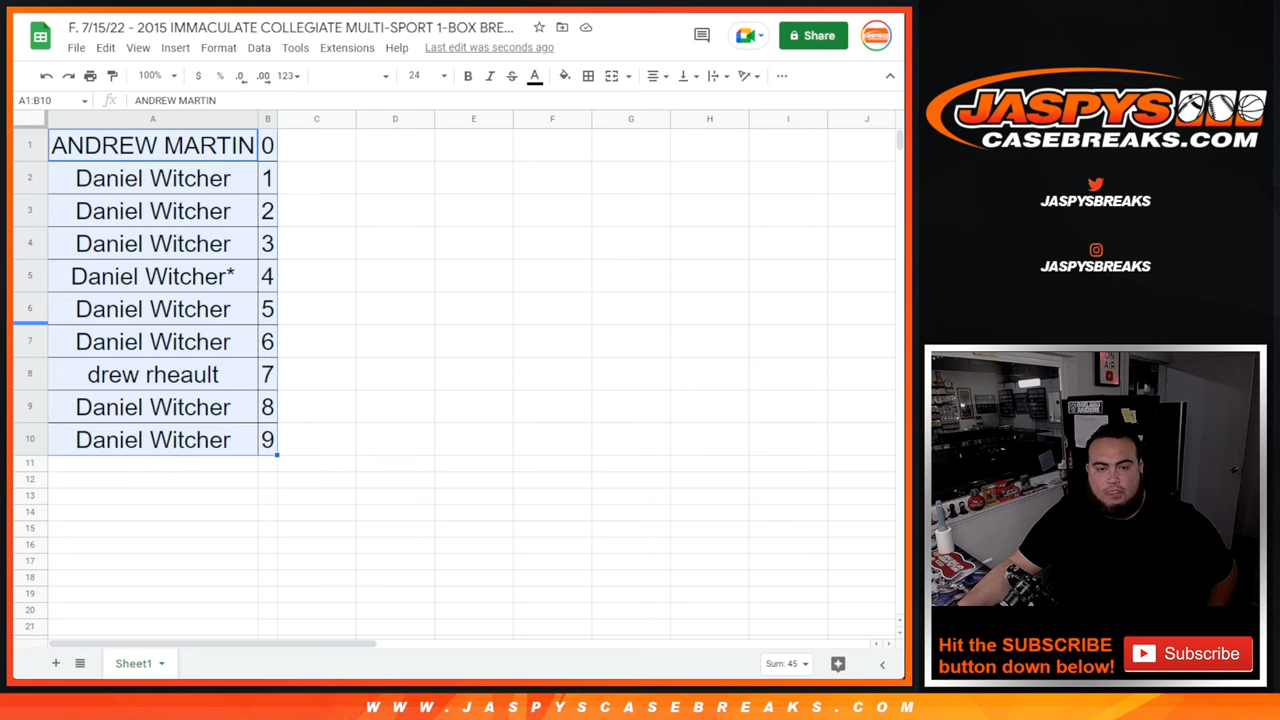 F. 7/15/22 - 2015 IMMACULATE COLLEGIATE MULTI-SPORT 1-BOX BRE...
File Edit View Insert Format Data Tools Extensions Help Last edit was seconds ago
Share
100% $ % .0 .00 123 24 B I S A
A1:B10 fx ANDREW MARTIN
A B C D E F G H I J
1 ANDREW MARTIN 0
2 Daniel Witcher 1
3 Daniel Witcher 2
4 Daniel Witcher 3
5 Daniel Witcher* 4
6 Daniel Witcher 5
7 Daniel Witcher 6
8 drew rheault 7
9 Daniel Witcher 8
10 Daniel Witcher 9
11
12
13
14
15
16
17
18
19
20
21
Sheet1
Sum: 45
JASPYS
CASEBREAKS.COM
JASPYSBREAKS
JASPYSBREAKS
ON
AIR
Hit the SUBSCRIBE
button down below!
Subscribe
WWW.JASPYSCASEBREAKS.COM